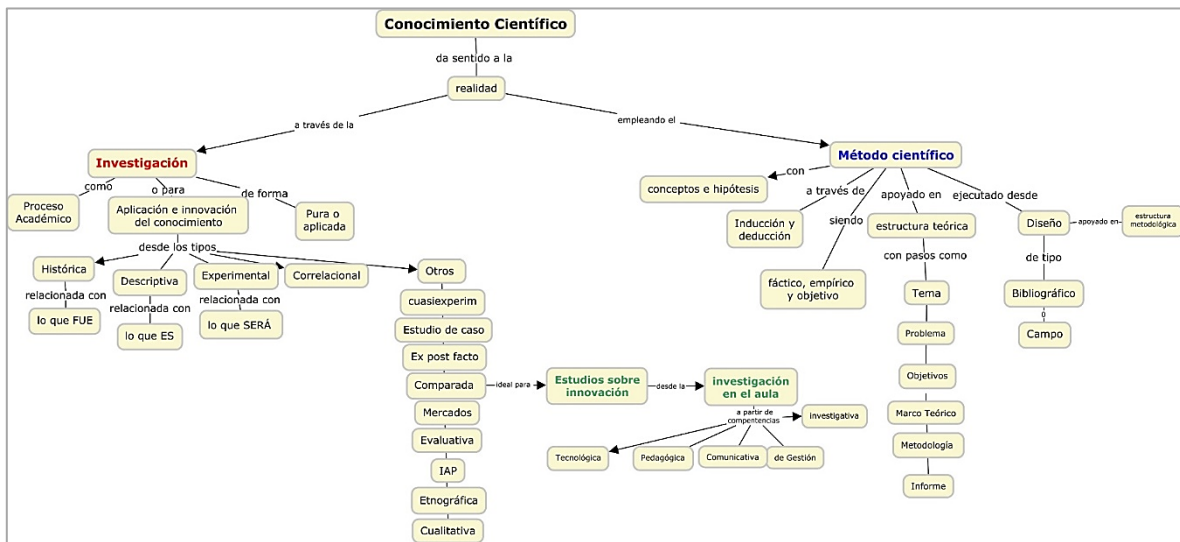 Conocimiento Científico
da sentido a la
realidad
a través de la
empleando el
Investigación
Método científico
como
o para
de forma
con
a través de
siendo
apoyado en
ejecutado desde
Proceso
Académico
Aplicación e innovación
del conocimiento
Pura o
aplicada
conceptos e hipótesis
Inducción y
deducción
estructura teórica
Diseño
apoyado en
estructura
metodológica
desde los tipos
con pasos como
de tipo
Histórica
Descriptiva
Experimental
Correlacional
Otros
fáctico, empírico
y objetivo
relacionada con
relacionada con
relacionada con
lo que FUE
lo que ES
lo que SERÁ
cuasiexperim
Estudio de caso
Ex post facto
Comparada
ideal para
Estudios sobre
innovación
desde la
investigación
en el aula
a partir de
compentencias
investigativa
Tecnológica
Pedagógica
Comunicativa
de Gestión
Mercados
Evaluativa
IAP
Etnográfica
Cualitativa
Tema
Problema
Objetivos
Marco Teórico
Metodología
Informe
Bibliográfico
o
Campo